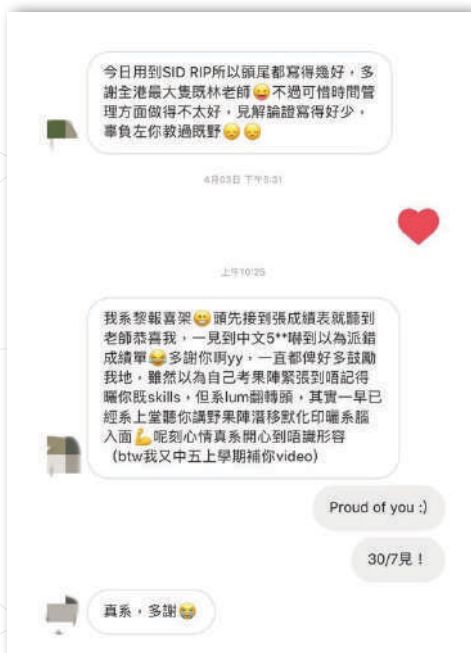 今日用到SID RIP所以頭尾都寫得幾好，多
謝全港最大隻既林老師😜不過可惜時間管
理方面做得不太好，見解論證寫得好少，
辜負左你教過既野😞😞
4月03日 下午5:31
上午10:25
我系黎報喜架😁頭先接到張成績表就聽到
老師恭喜我，一見到中文5**嚇到以為派錯
成績單😂多謝你啊yy，一直都俾好多鼓勵
我地，雖然以為自己考果陣緊張到唔記得
曬你既skills，但系lum翻轉頭，其實一早已
經系上堂聽你講野果陣潛移默化印曬系腦
入面💪呢刻心情真系開心到唔識形容
（btw我又中五上學期補你video）
Proud of you :)
30/7見！
真系，多謝😭